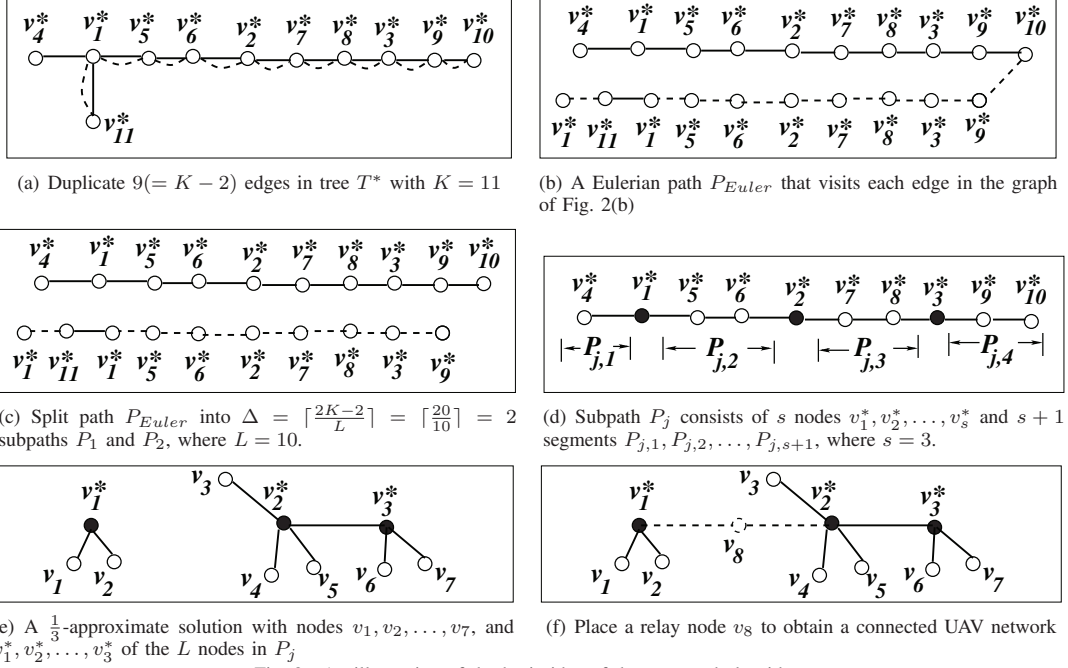 v*4 v*1 v*5 v*6 v*2 v*7 v*8 v*3 v*9 v*10
v*11
(a) Duplicate 9(= K − 2) edges in tree T* with K = 11
v*4 v*1 v*5 v*6 v*2 v*7 v*8 v*3 v*9 v*10
v*1 v*11 v*1 v*5 v*6 v*2 v*7 v*8 v*3 v*9
(b) A Eulerian path P_Euler that visits each edge in the graph
of Fig. 2(b)
v*4 v*1 v*5 v*6 v*2 v*7 v*8 v*3 v*9 v*10
v*1 v*11 v*1 v*5 v*6 v*2 v*7 v*8 v*3 v*9
(c) Split path P_Euler into Δ = ⌈(2K−2)/L⌉ = ⌈20/10⌉ = 2
subpaths P1 and P2, where L = 10.
v*4 v*1 v*5 v*6 v*2 v*7 v*8 v*3 v*9 v*10
P_j,1 P_j,2 P_j,3 P_j,4
(d) Subpath P_j consists of s nodes v*1, v*2, . . . , v*s and s + 1
segments P_j,1, P_j,2, . . . , P_j,s+1, where s = 3.
v*1 v3 v*2 v*3
v1 v2 v4 v5 v6 v7
e) A 1/3-approximate solution with nodes v1, v2, . . . , v7, and
v*1, v*2, . . . , v*3 of the L nodes in P_j
v*1 v3 v*2 v*3
v1 v2 v8 v4 v5 v6 v7
(f) Place a relay node v8 to obtain a connected UAV network